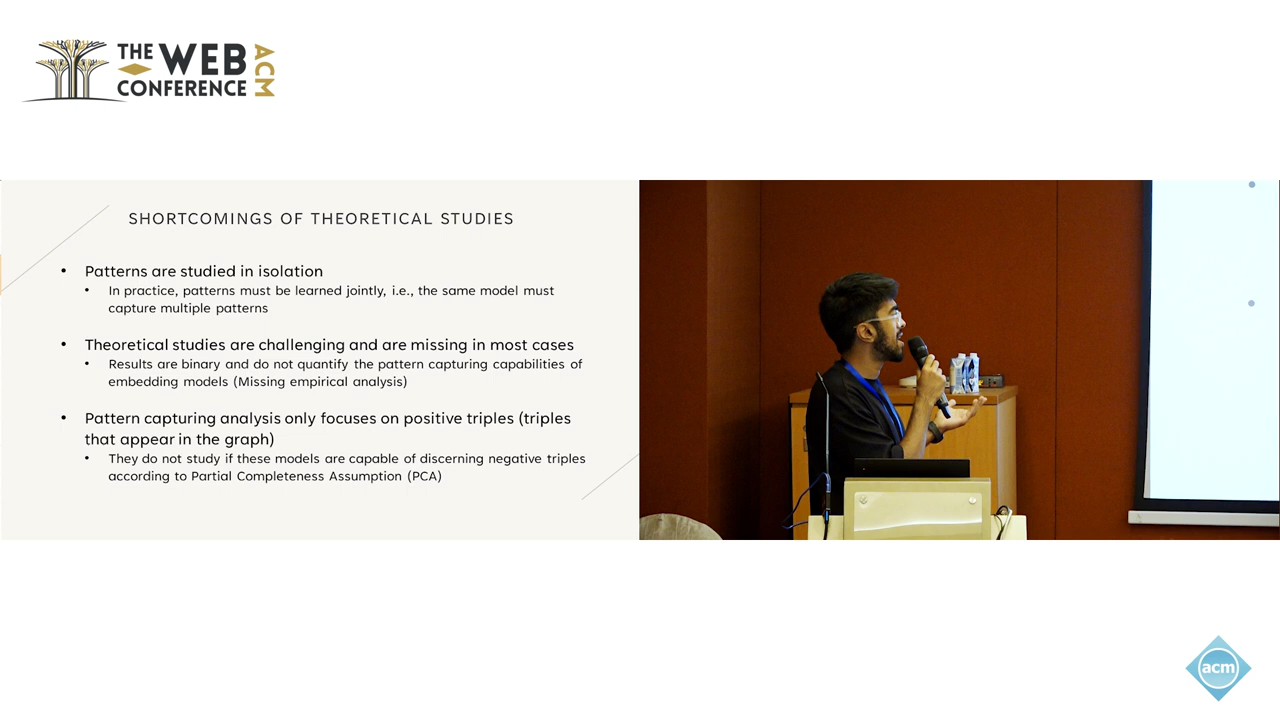 THE WEB
CONFERENCE
ACM
SHORTCOMINGS OF THEORETICAL STUDIES
• Patterns are studied in isolation
• In practice, patterns must be learned jointly, i.e., the same model must
capture multiple patterns
• Theoretical studies are challenging and are missing in most cases
• Results are binary and do not quantify the pattern capturing capabilities of
embedding models (Missing empirical analysis)
• Pattern capturing analysis only focuses on positive triples (triples
that appear in the graph)
• They do not study if these models are capable of discerning negative triples
according to Partial Completeness Assumption (PCA)
acm